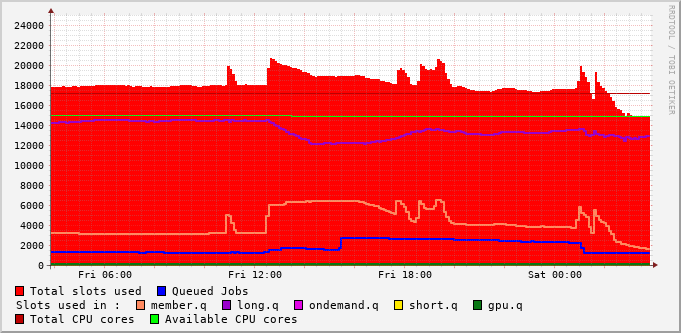 RRDTOOL / TOBI OETIKER
24000
22000
20000
18000
16000
14000
12000
10000
8000
6000
4000
2000
0
Fri 06:00 Fri 12:00 Fri 18:00 Sat 00:00
Total slots used Queued Jobs
Slots used in : member.q long.q ondemand.q short.q gpu.q
Total CPU cores Available CPU cores